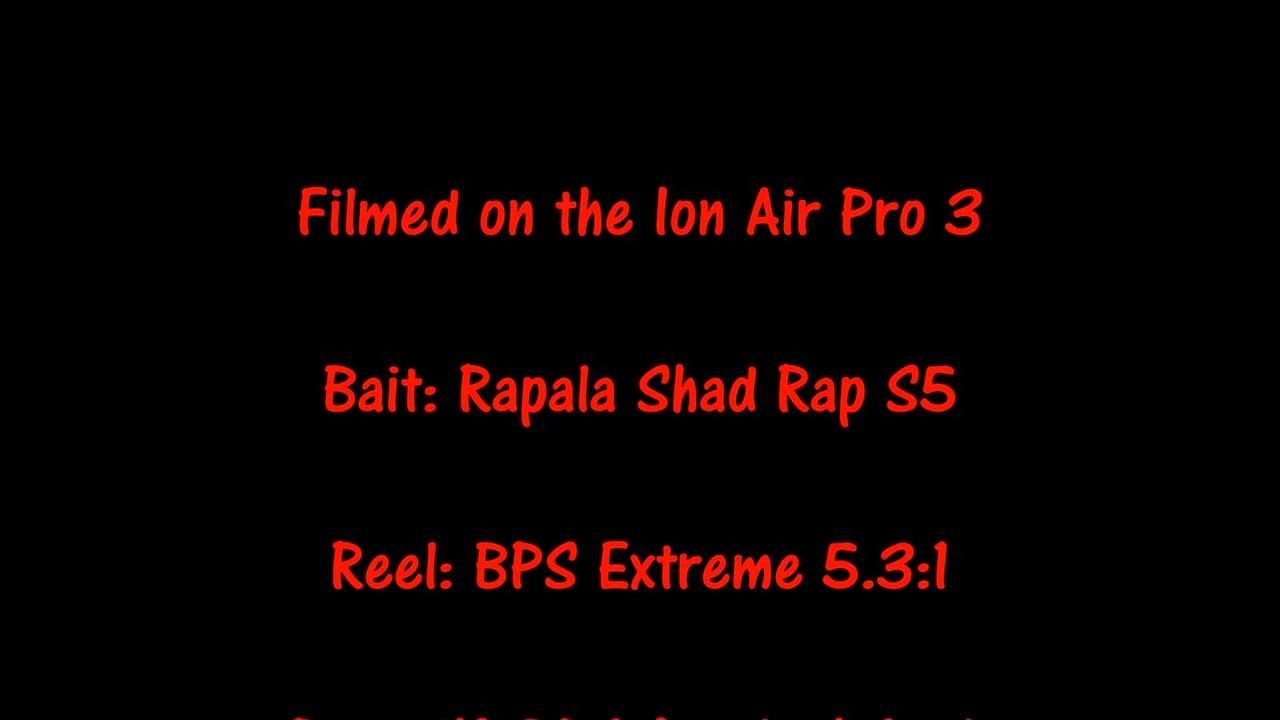 Filmed on the Ion Air Pro 3
Bait: Rapala Shad Rap S5
Reel: BPS Extreme 5.3:1